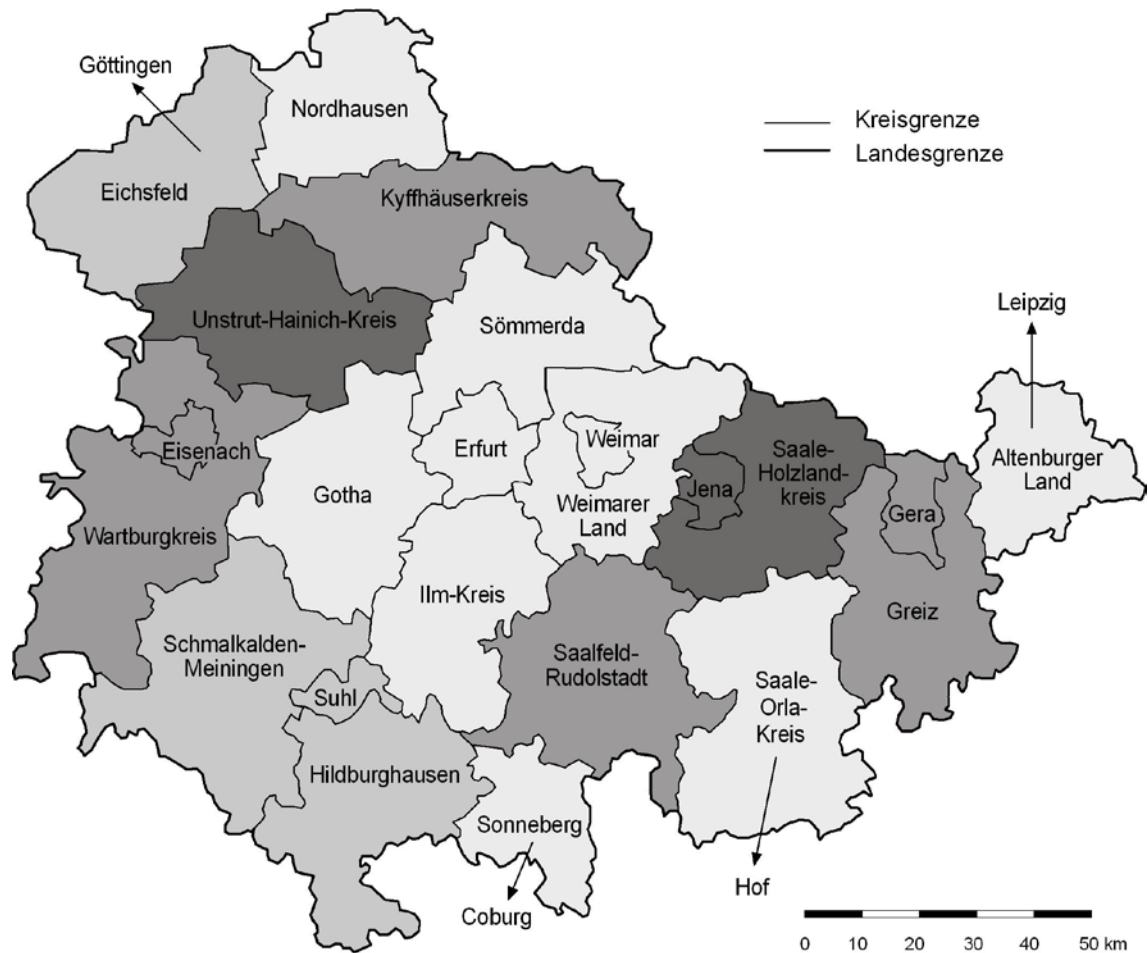 Göttingen
Nordhausen
Kreisgrenze
Landesgrenze
Eichsfeld
Kyffhäuserkreis
Leipzig
Unstrut-Hainich-Kreis
Sömmerda
Eisenach
Erfurt
Weimar
Saale-
Holzland-
kreis
Altenburger
Land
Gotha
Jena
Weimarer
Land
Gera
Wartburgkreis
Ilm-Kreis
Greiz
Schmalkalden-
Meiningen
Saalfeld-
Rudolstadt
Suhl
Saale-
Orla-
Kreis
Hildburghausen
Sonneberg
Hof
Coburg
0 10 20 30 40 50 km